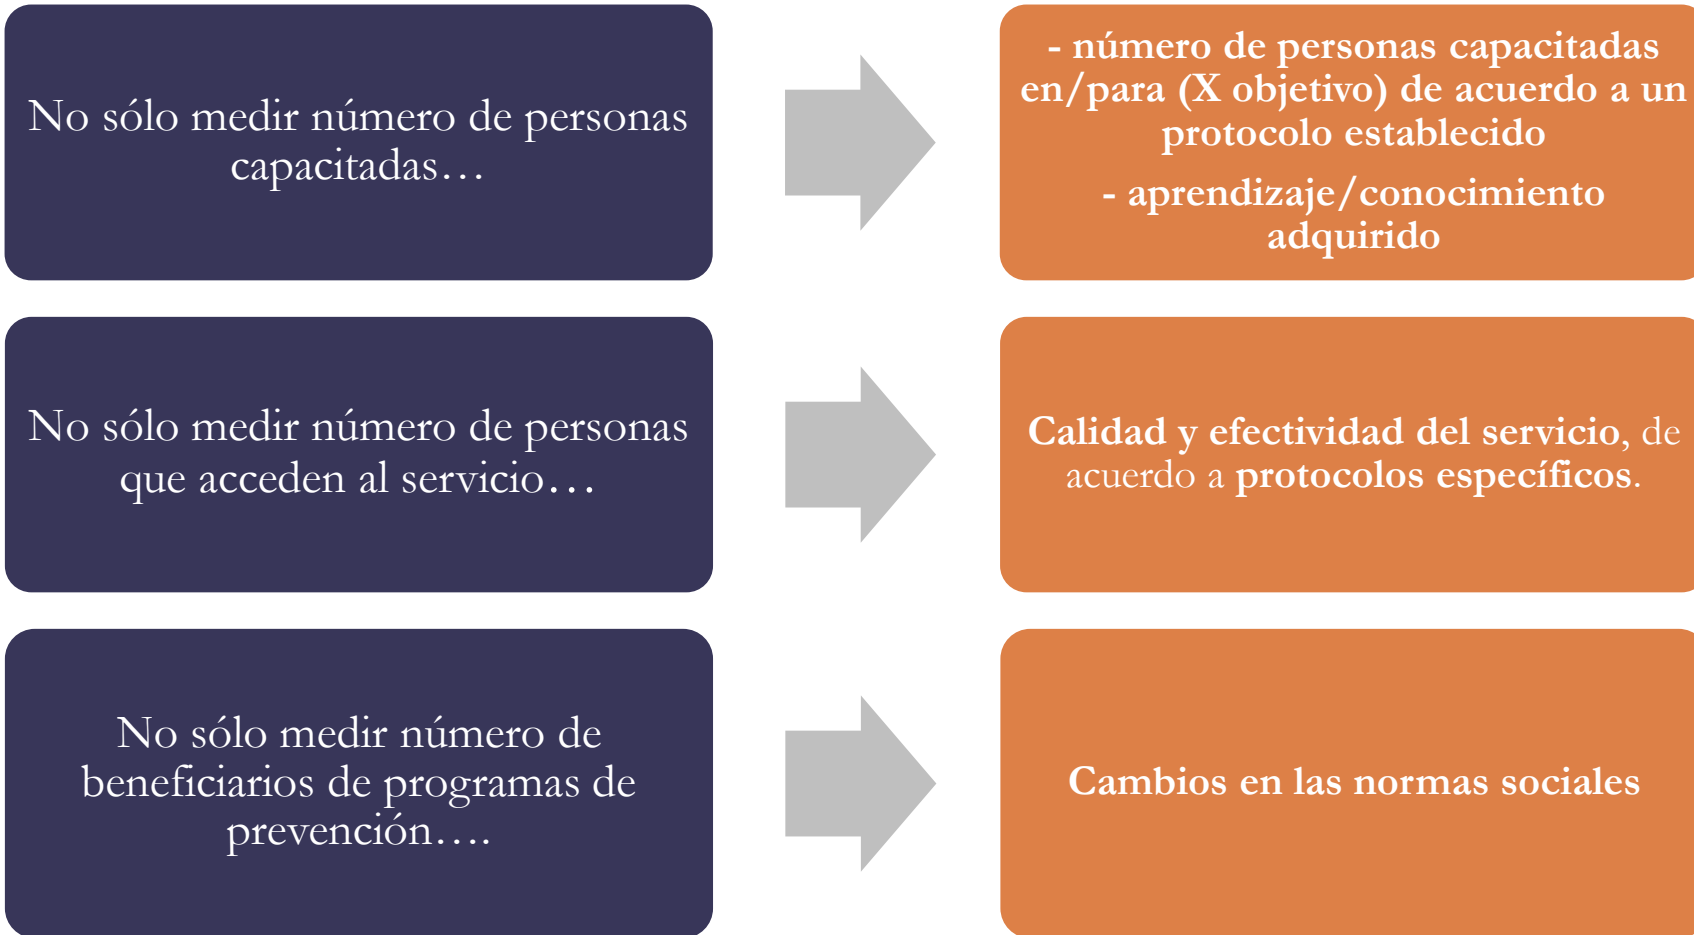 No sólo medir número de personas
capacitadas…
- número de personas capacitadas
en/para (X objetivo) de acuerdo a un
protocolo establecido
- aprendizaje/conocimiento
adquirido
No sólo medir número de personas
que acceden al servicio…
Calidad y efectividad del servicio, de
acuerdo a protocolos específicos.
No sólo medir número de
beneficiarios de programas de
prevención….
Cambios en las normas sociales